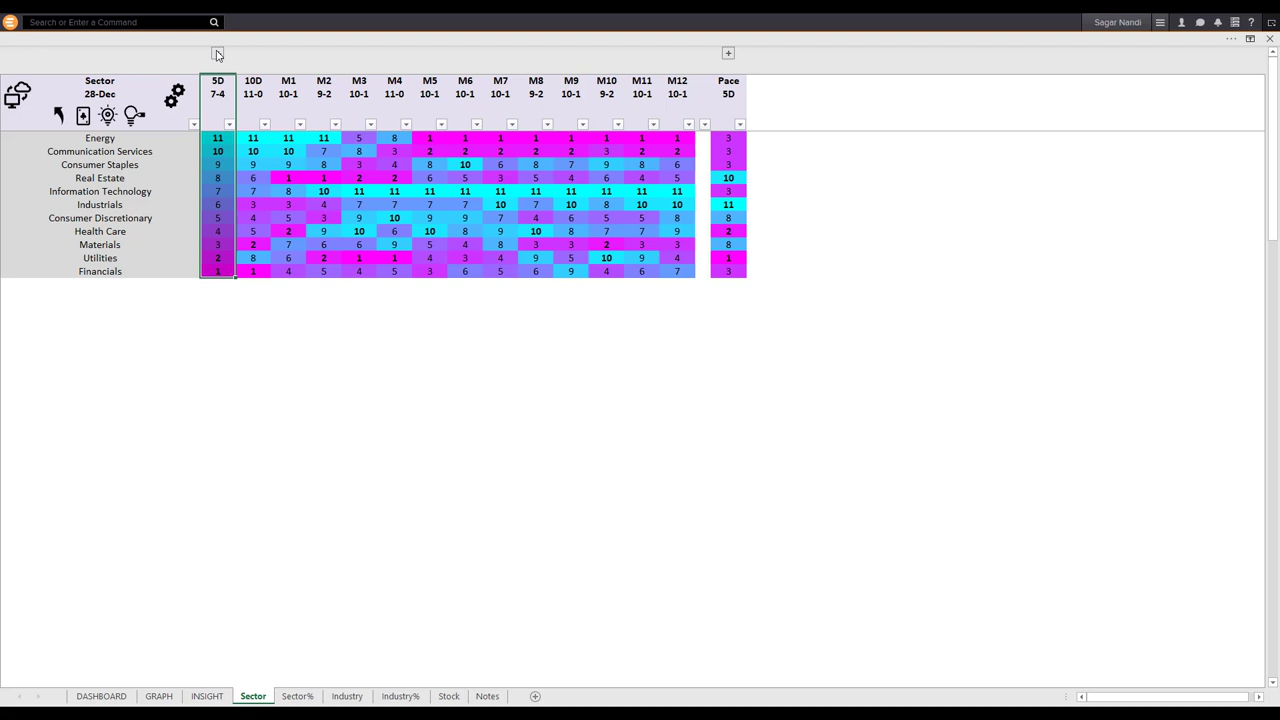 Search or Enter a Command
Sagar Nandi
Sector 5D 10D M1 M2 M3 M4 M5 M6 M7 M8 M9 M10 M11 M12 Pace
28-Dec 7-4 11-0 10-1 9-2 10-1 11-0 10-1 10-1 10-1 9-2 10-1 9-2 10-1 10-1 5D
Energy 11 11 11 11 5 8 1 1 1 1 1 1 1 1 3
Communication Services 10 10 10 7 8 3 2 2 2 2 2 3 2 2 3
Consumer Staples 9 9 9 8 3 4 8 10 6 8 7 9 8 6 3
Real Estate 8 6 1 1 2 2 6 5 3 5 4 6 4 5 10
Information Technology 7 7 8 10 11 11 11 11 11 11 11 11 11 11 3
Industrials 6 3 3 4 7 7 7 7 10 7 10 8 10 10 11
Consumer Discretionary 5 4 5 3 9 10 9 9 7 4 6 5 5 8 8
Health Care 4 5 2 9 10 6 10 8 9 10 8 7 7 9 2
Materials 3 2 7 6 6 9 5 4 8 3 3 2 3 3 8
Utilities 2 8 6 2 1 1 4 3 4 9 5 10 9 4 1
Financials 1 1 4 5 4 5 3 6 5 6 9 4 6 7 3
DASHBOARD GRAPH INSIGHT Sector Sector% Industry Industry% Stock Notes